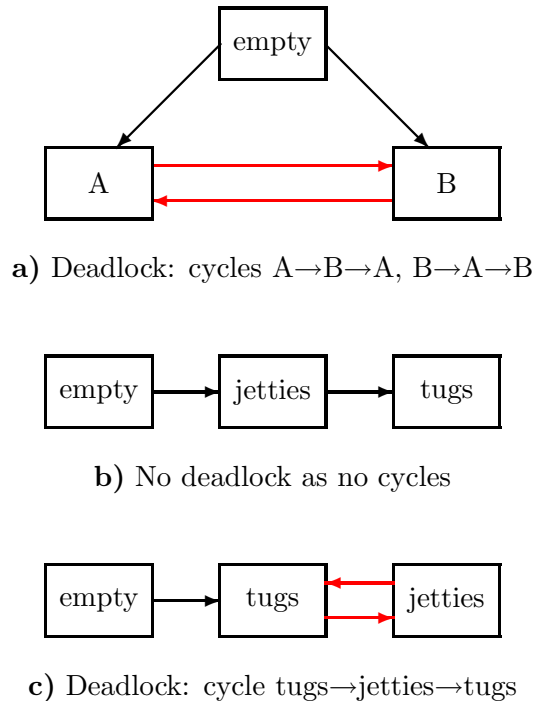 empty
A B
a) Deadlock: cycles A→B→A, B→A→B
empty jetties tugs
b) No deadlock as no cycles
empty tugs jetties
c) Deadlock: cycle tugs→jetties→tugs